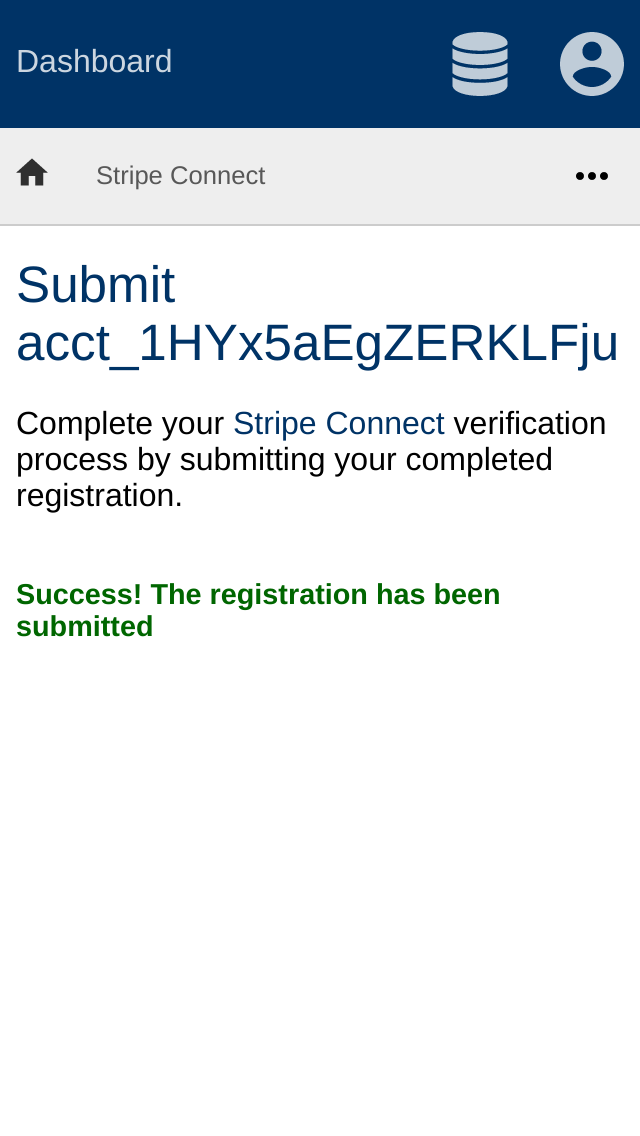 Dashboard
Stripe Connect
Submit
acct_1HYx5aEgZERKLFju
Complete your Stripe Connect verification
process by submitting your completed
registration.
Success! The registration has been
submitted